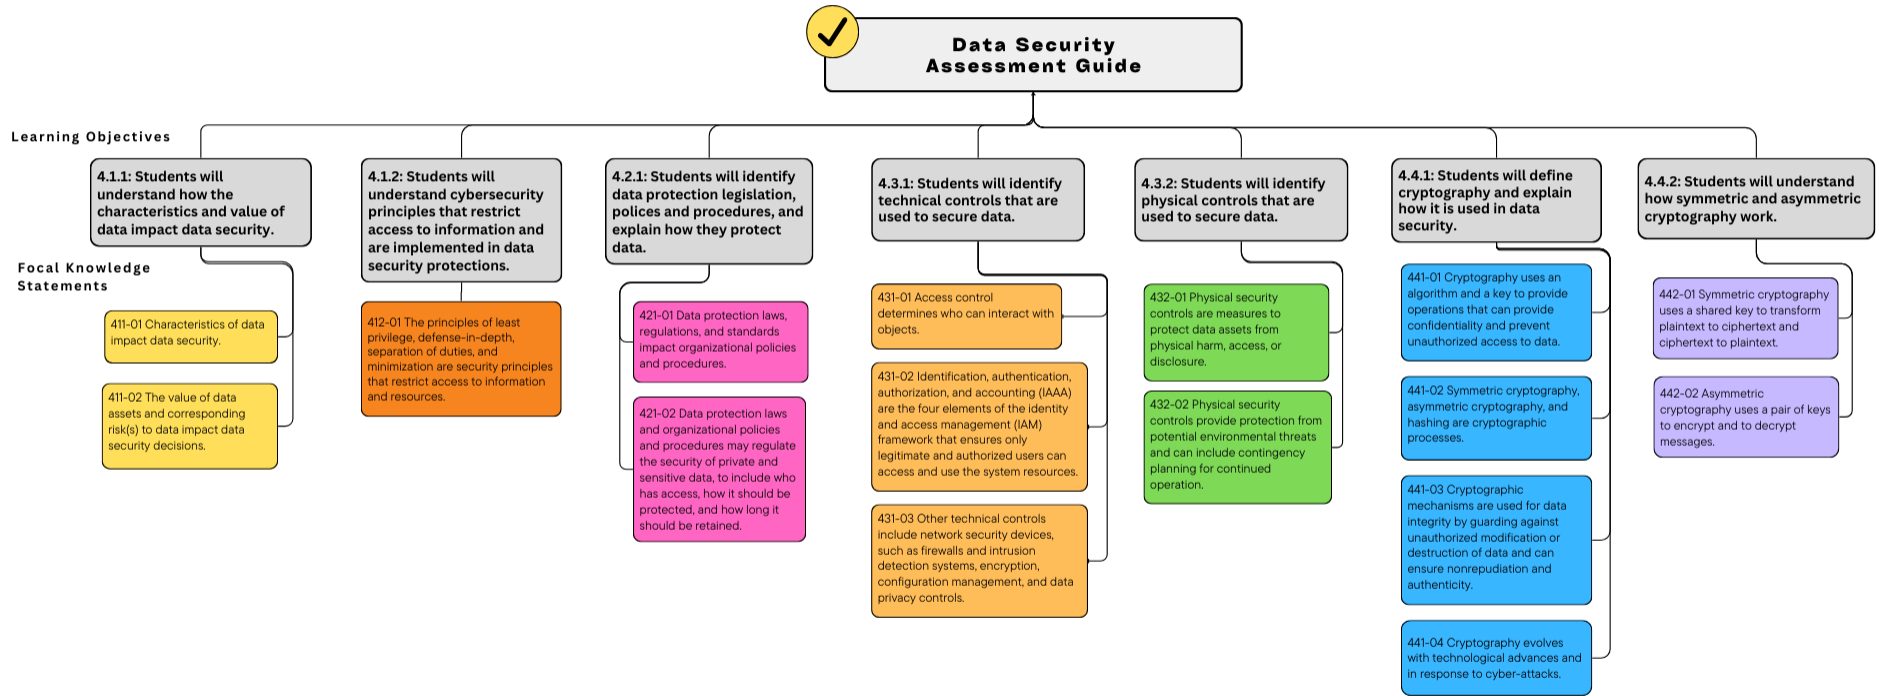 Data Security
Assessment Guide
Learning Objectives
4.1.1: Students will
understand how the
characteristics and value of
data impact data security.
4.1.2: Students will
understand cybersecurity
principles that restrict
access to information and
are implemented in data
security protections.
4.2.1: Students will identify
data protection legislation,
polices and procedures, and
explain how they protect
data.
4.3.1: Students will identify
technical controls that are
used to secure data.
4.3.2: Students will identify
physical controls that are
used to secure data.
4.4.1: Students will define
cryptography and explain
how it is used in data
security.
4.4.2: Students will understand
how symmetric and asymmetric
cryptography work.
Focal Knowledge
Statements
411-01 Characteristics of data
impact data security.
411-02 The value of data
assets and corresponding
risk(s) to data impact data
security decisions.
412-01 The principles of least
privilege, defense-in-depth,
separation of duties, and
minimization are security principles
that restrict access to information
and resources.
421-01 Data protection laws,
regulations, and standards
impact organizational policies
and procedures.
421-02 Data protection laws
and organizational policies
and procedures may regulate
the security of private and
sensitive data, to include who
has access, how it should be
protected, and how long it
should be retained.
431-01 Access control
determines who can interact with
objects.
431-02 Identification, authentication,
authorization, and accounting (IAAA)
are the four elements of the identity
and access management (IAM)
framework that ensures only
legitimate and authorized users can
access and use the system resources.
431-03 Other technical controls
include network security devices,
such as firewalls and intrusion
detection systems, encryption,
configuration management, and data
privacy controls.
432-01 Physical security
controls are measures to
protect data assets from
physical harm, access, or
disclosure.
432-02 Physical security
controls provide protection from
potential environmental threats
and can include contingency
planning for continued
operation.
441-01 Cryptography uses an
algorithm and a key to provide
operations that can provide
confidentiality and prevent
unauthorized access to data.
441-02 Symmetric cryptography,
asymmetric cryptography, and
hashing are cryptographic
processes.
441-03 Cryptographic
mechanisms are used for data
integrity by guarding against
unauthorized modification or
destruction of data and can
ensure nonrepudiation and
authenticity.
441-04 Cryptography evolves
with technological advances and
in response to cyber-attacks.
442-01 Symmetric cryptography
uses a shared key to transform
plaintext to ciphertext and
ciphertext to plaintext.
442-02 Asymmetric
cryptography uses a pair of keys
to encrypt and to decrypt
messages.